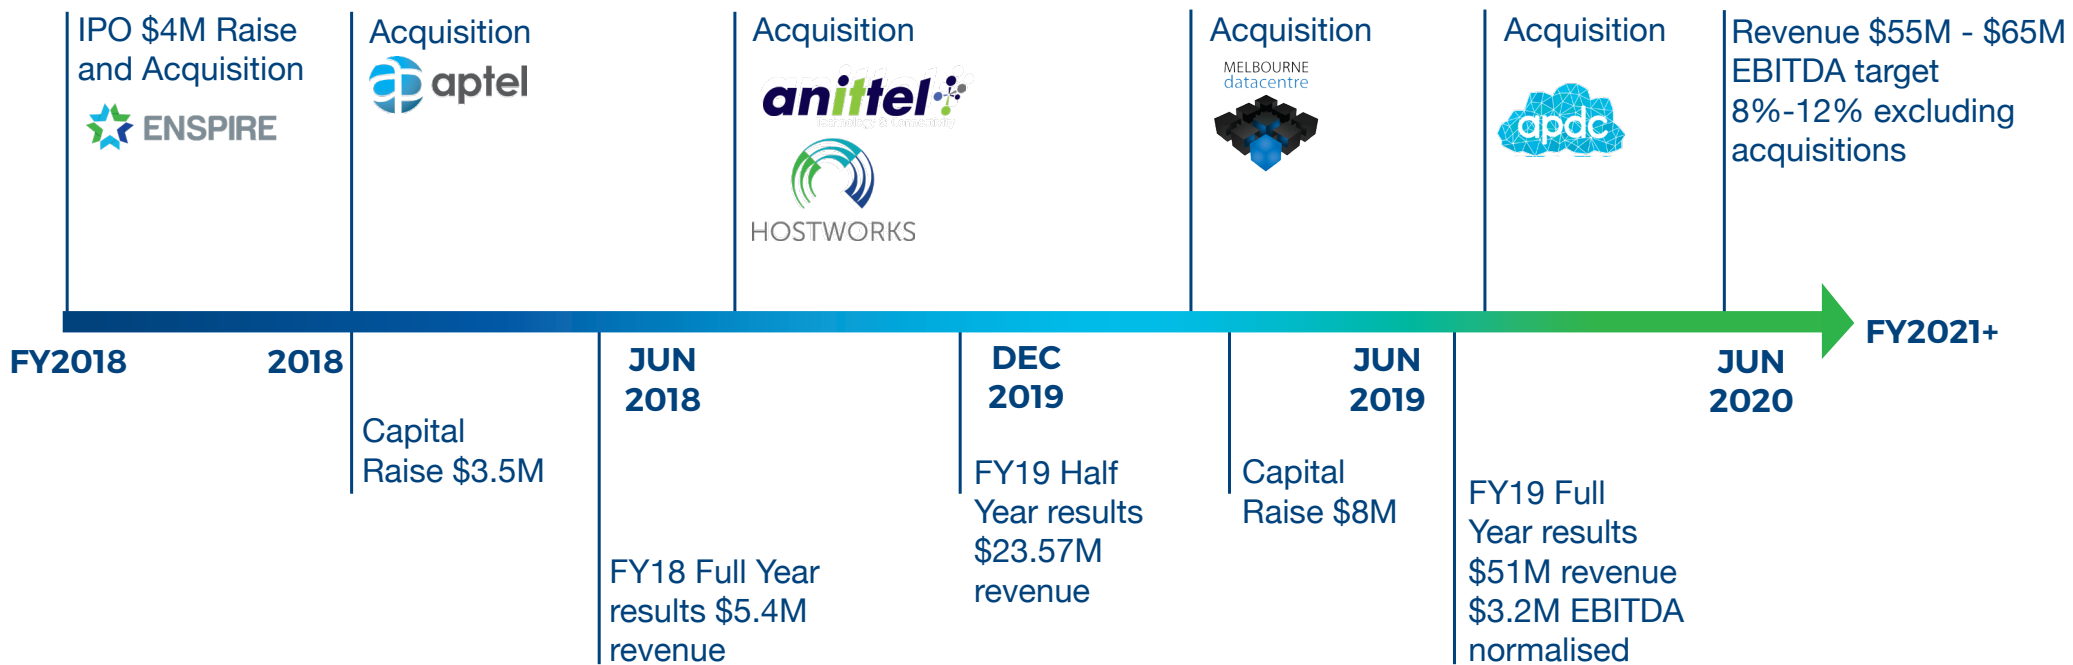 IPO $4M Raise
and Acquisition
ENSPIRE
Acquisition
aptel
Acquisition
anittel
technology & connectivity
HOSTWORKS
Acquisition
MELBOURNE
datacentre
Acquisition
apdc
Revenue $55M - $65M
EBITDA target
8%-12% excluding
acquisitions
FY2018
2018
JUN
2018
DEC
2019
JUN
2019
JUN
2020
FY2021+
Capital
Raise $3.5M
FY18 Full Year
results $5.4M
revenue
FY19 Half
Year results
$23.57M
revenue
Capital
Raise $8M
FY19 Full
Year results
$51M revenue
$3.2M EBITDA
normalised